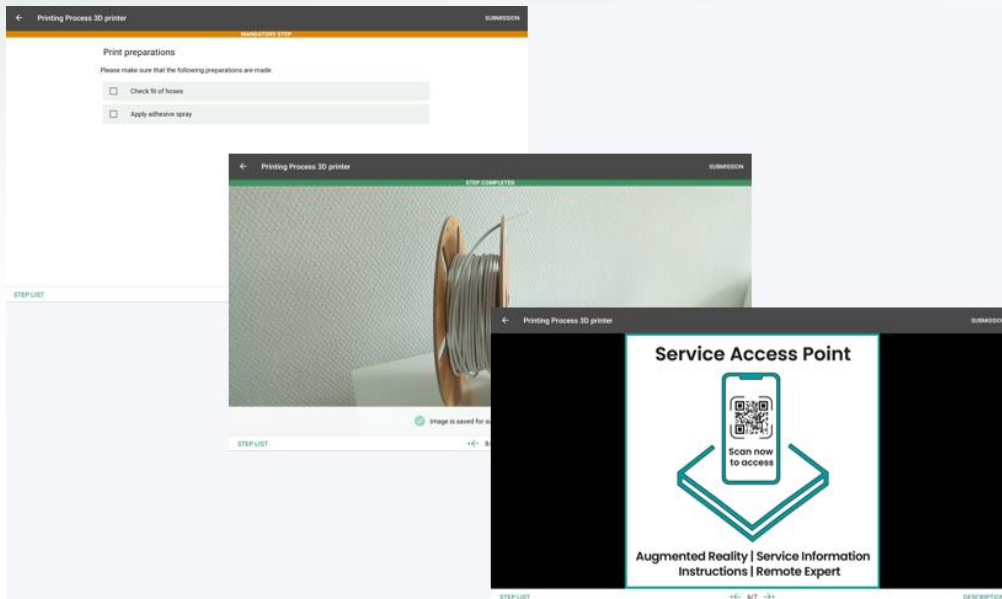 Printing Process 3D printer
SUBMISSION
MANDATORY STEP
Print preparations
Please make sure that the following preparations are made.
Check fit of hoses
Apply adhesive spray
STEP LIST
Printing Process 3D printer
SUBMISSION
STEP COMPLETED
Image is saved for
STEP LIST
Printing Process 3D printer
Service Access Point
Scan now
to access
Augmented Reality | Service Information
Instructions | Remote Expert
STEP LIST
6/7